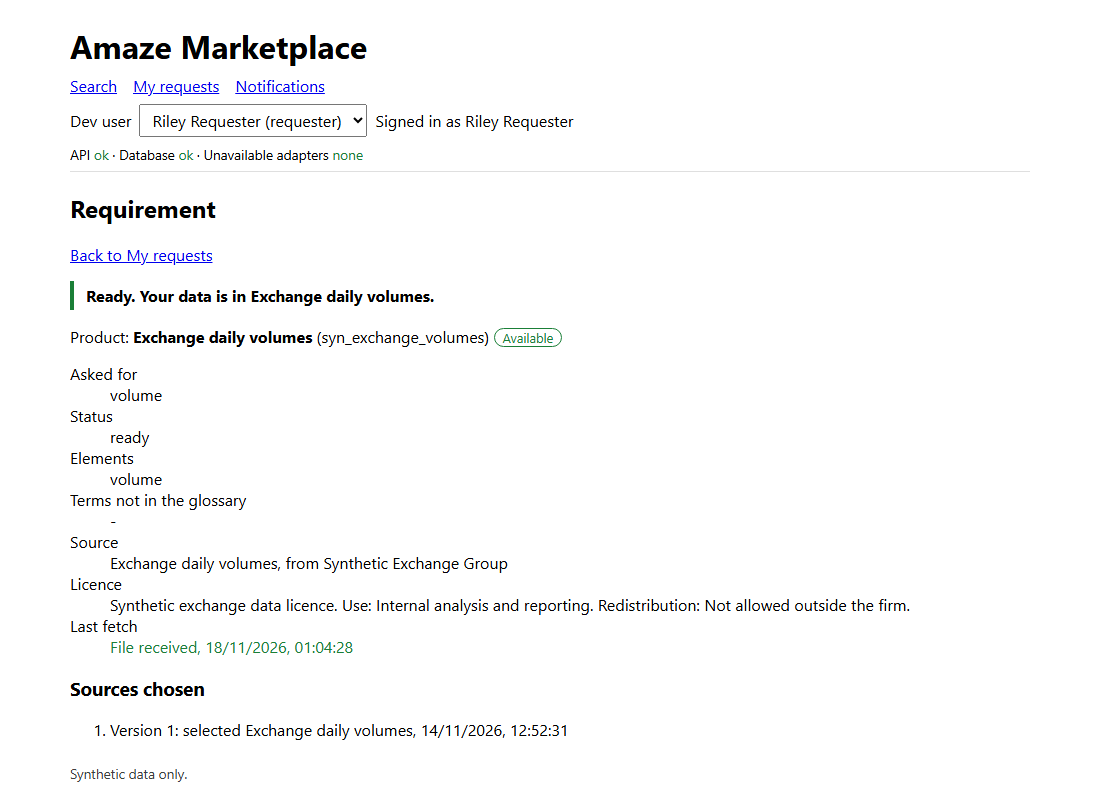 Amaze Marketplace
Search My requests Notifications
Dev user Riley Requester (requester) Signed in as Riley Requester
API ok · Database ok · Unavailable adapters none
Requirement
Back to My requests
Ready. Your data is in Exchange daily volumes.
Product: Exchange daily volumes (syn_exchange_volumes) Available
Asked for
volume
Status
ready
Elements
volume
Terms not in the glossary
-
Source
Exchange daily volumes, from Synthetic Exchange Group
Licence
Synthetic exchange data licence. Use: Internal analysis and reporting. Redistribution: Not allowed outside the firm.
Last fetch
File received, 18/11/2026, 01:04:28
Sources chosen
1. Version 1: selected Exchange daily volumes, 14/11/2026, 12:52:31
Synthetic data only.